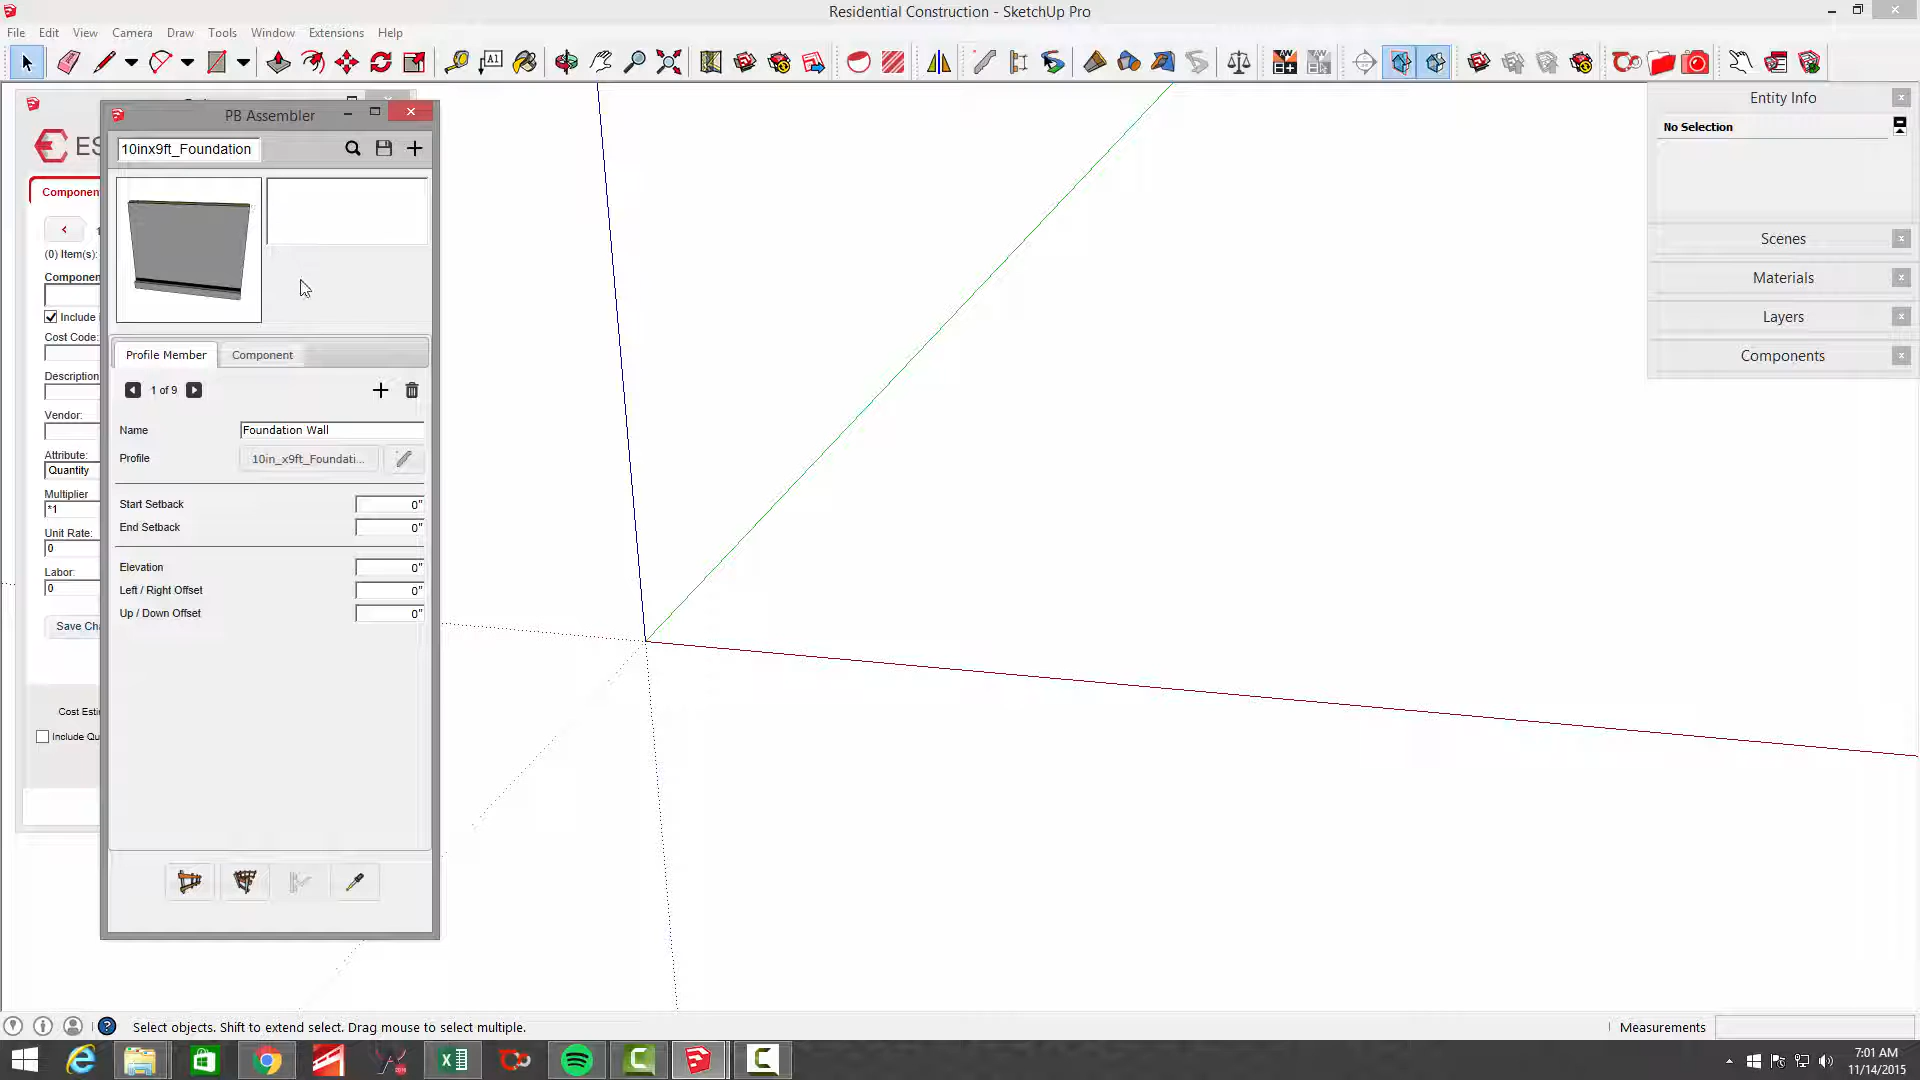 Residential Construction - SketchUp Pro
File Edit View Camera Draw Tools Window Extensions Help
PB Assembler
10inx9ft_Foundation
ES
Componen
(0) Item(s):
Componen
Include
Cost Code:
Description
Vendor:
Attribute:
Quantity
Multiplier
*1
Unit Rate:
0
Labor:
0
Save Cha
Cost Esti
Include Qu
Profile Member Component
1 of 9
Name Foundation Wall
Profile 10in_x9ft_Foundati...
Start Setback 0"
End Setback 0"
Elevation 0"
Left / Right Offset 0"
Up / Down Offset 0"
Entity Info
No Selection
Scenes
Materials
Layers
Components
Select objects. Shift to extend select. Drag mouse to select multiple.
Measurements
7:01 AM
11/14/2015